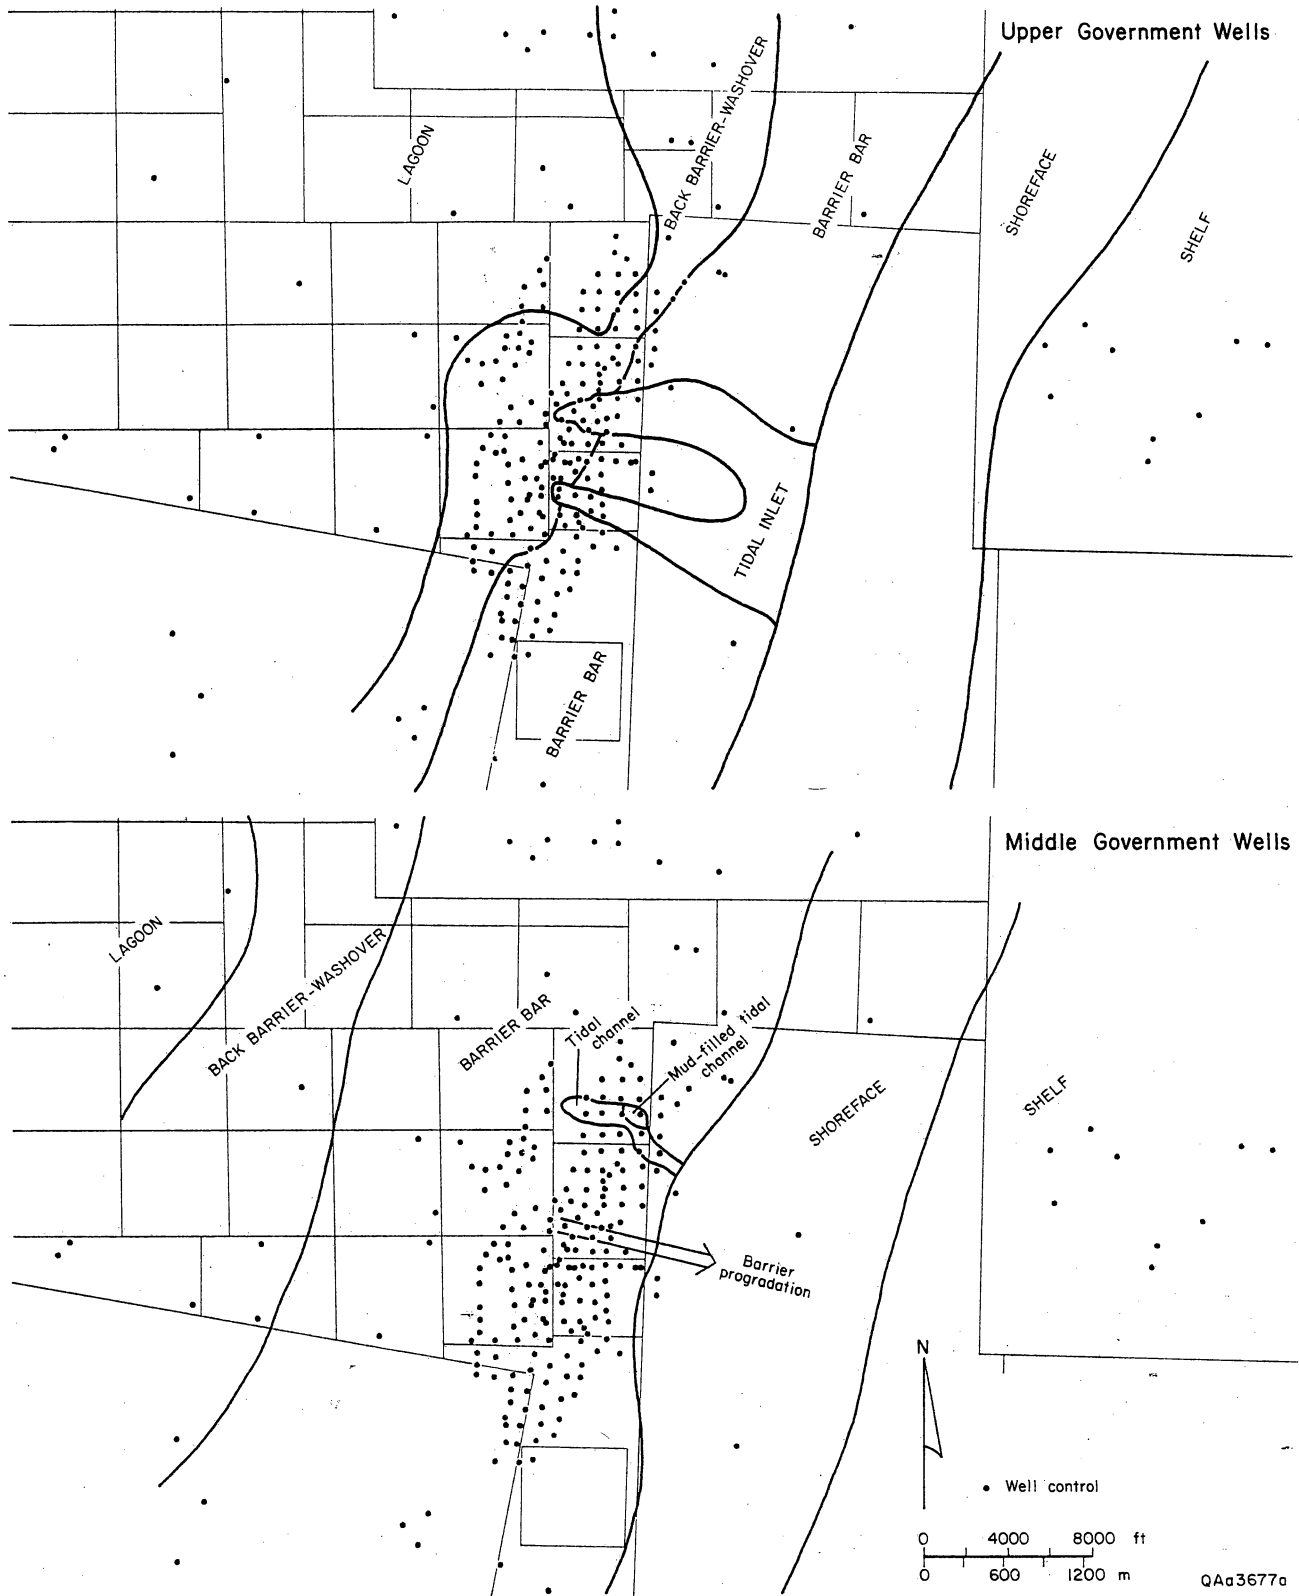 Upper Government Wells
LAGOON
BACK BARRIER-WASHOVER
BARRIER BAR
SHOREFACE
SHELF
TIDAL INLET
BARRIER BAR
Middle Government Wells
LAGOON
BACK BARRIER-WASHOVER
BARRIER BAR
Tidal
channel
Mud-filled tidal
channel
SHOREFACE
SHELF
Barrier
progradation
N
Well control
0 4000 8000 ft
0 600 1200 m
QAa3677a